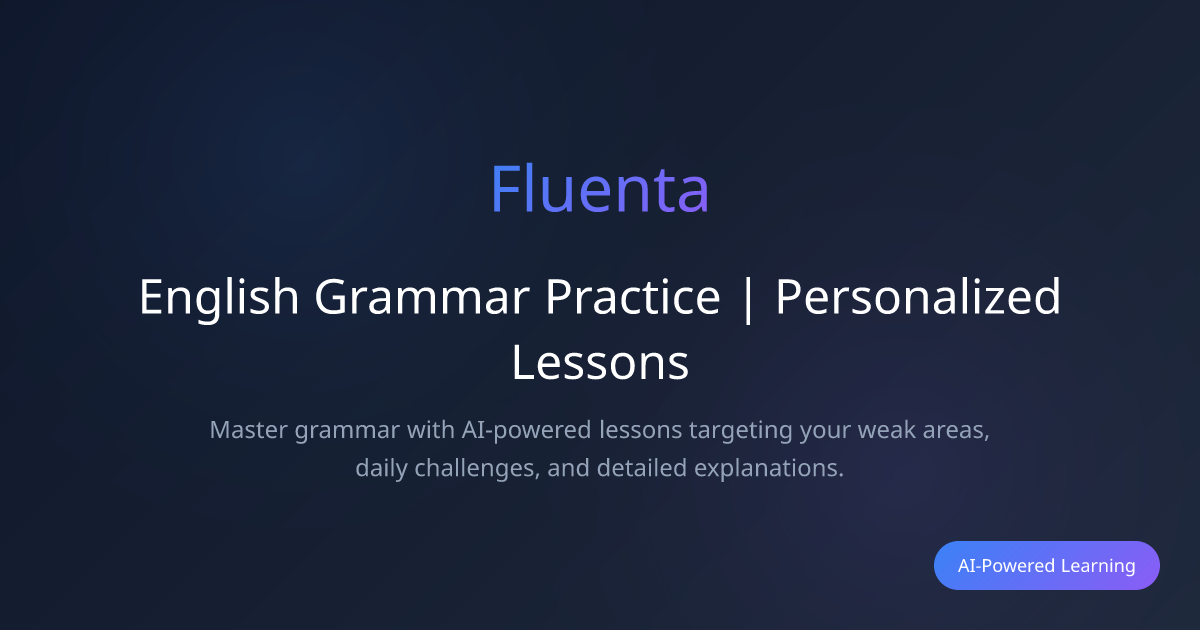 Fluenta
English Grammar Practice | Personalized
Lessons
Master grammar with AI-powered lessons targeting your weak areas,
daily challenges, and detailed explanations.
AI-Powered Learning